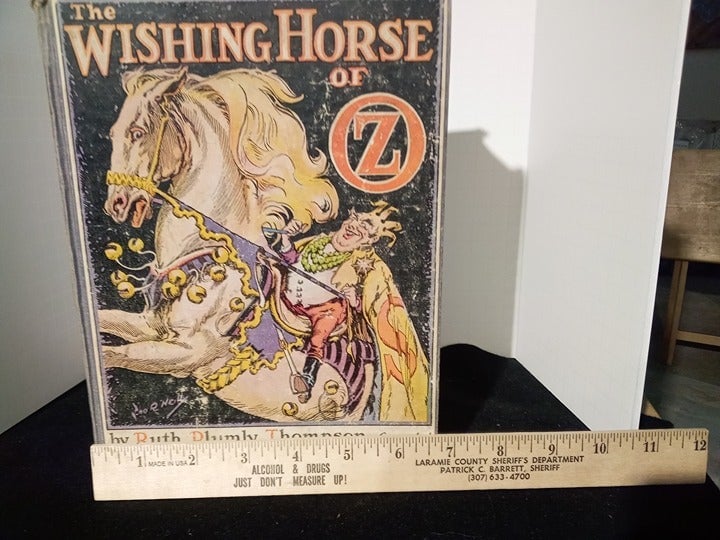 The
WISHING HORSE
OF
OZ
by Ruth Plumly Thompson
1 MADE IN USA 2 3 4 5 6 7 8 9 10 11 12
ALCOHOL & DRUGS
JUST DON'T MEASURE UP!
LARAMIE COUNTY SHERIFF'S DEPARTMENT
PATRICK C. BARRETT, SHERIFF
(307) 633-4700